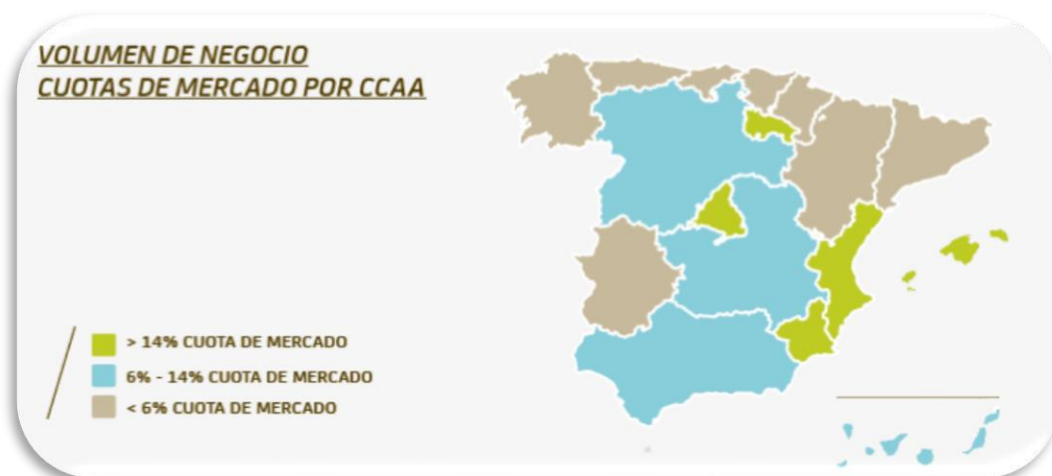 VOLUMEN DE NEGOCIO
CUOTAS DE MERCADO POR CCAA
> 14% CUOTA DE MERCADO
6% - 14% CUOTA DE MERCADO
< 6% CUOTA DE MERCADO